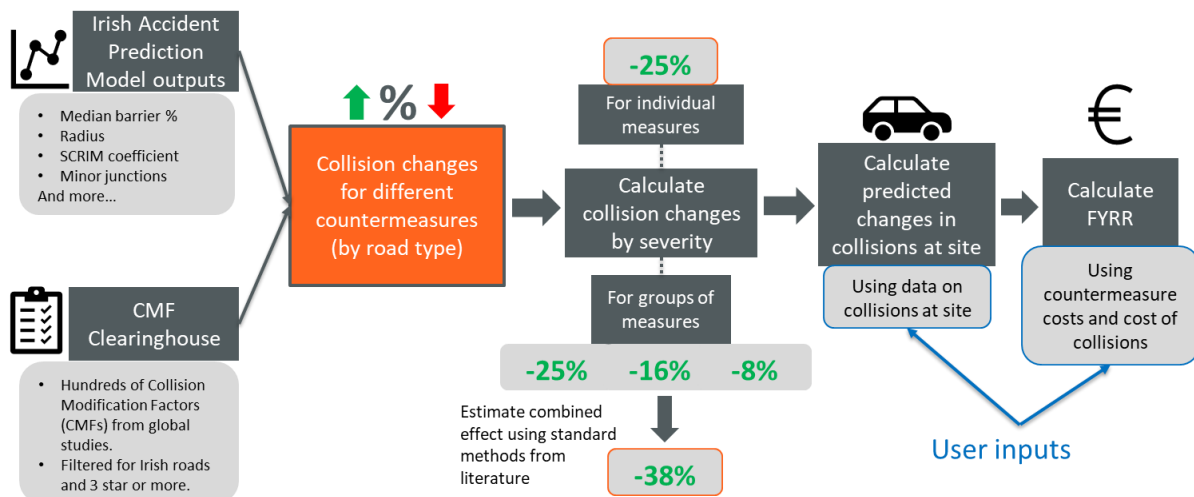 Irish Accident
Prediction
Model outputs
• Median barrier %
• Radius
• SCRIM coefficient
• Minor junctions
And more...
CMF
Clearinghouse
• Hundreds of Collision
Modification Factors
(CMFs) from global
studies.
• Filtered for Irish roads
and 3 star or more.
%
Collision changes
for different
countermeasures
(by road type)
-25%
For individual
measures
Calculate
collision changes
by severity
For groups of
measures
-25% -16% -8%
Estimate combined
effect using standard
methods from
literature
-38%
Calculate
predicted
changes in
collisions at site
Using data on
collisions at site
€
Calculate
FYRR
Using
countermeasure
costs and cost of
collisions
User inputs